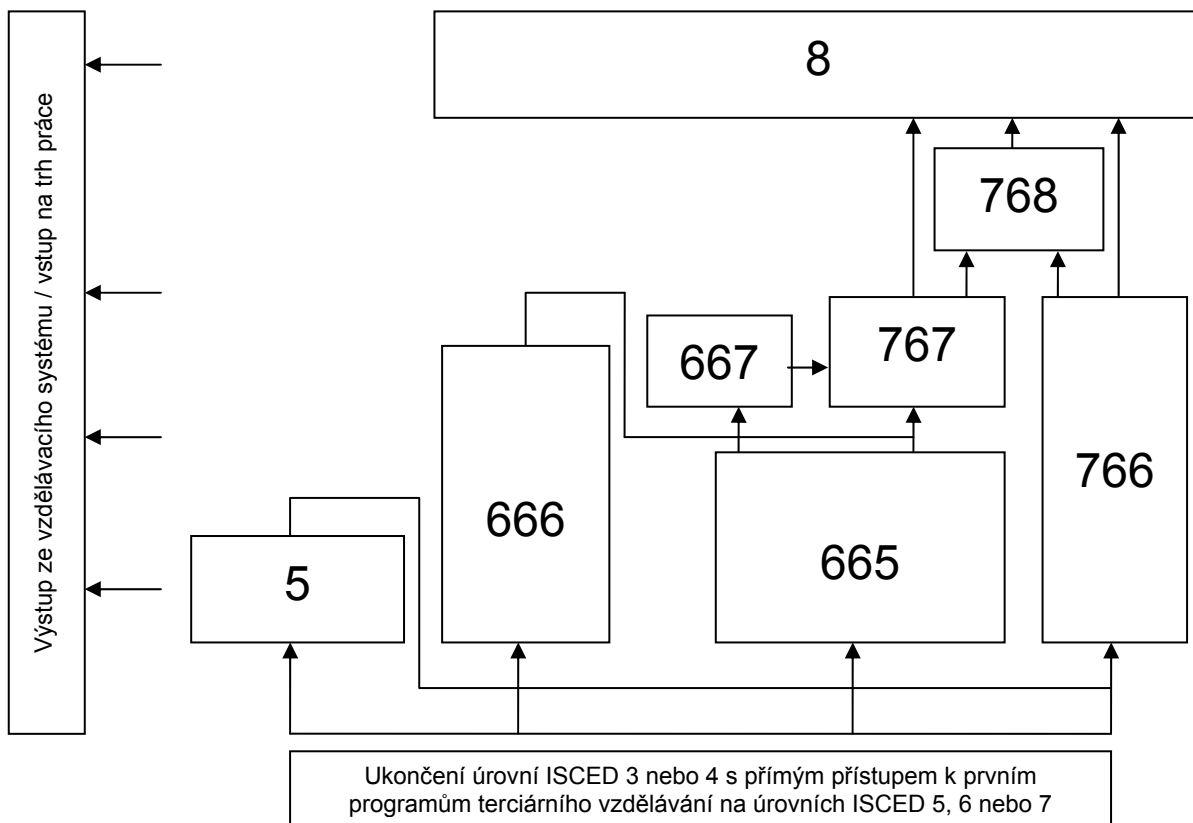 Výstup ze vzdělávacího systému / vstup na trh práce
8
768
667
767
666
766
665
5
Ukončení úrovní ISCED 3 nebo 4 s přímým přístupem k prvním
programům terciárního vzdělávání na úrovních ISCED 5, 6 nebo 7